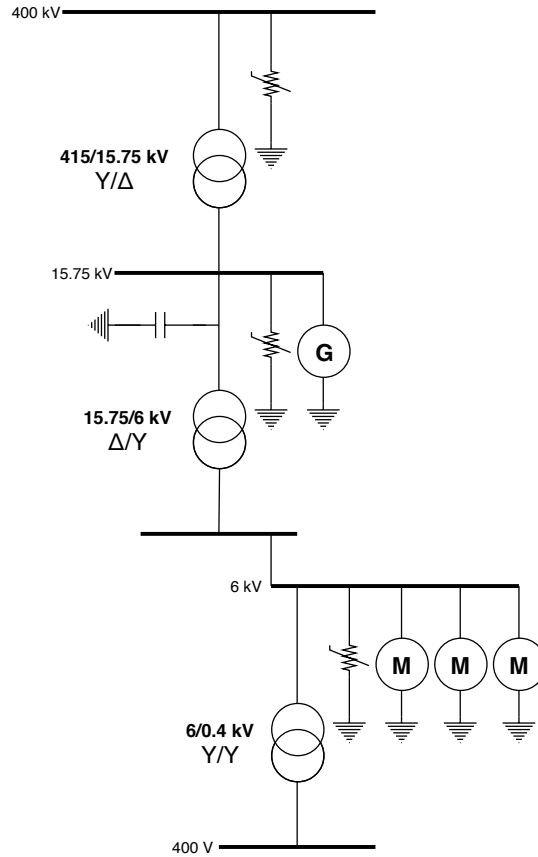 400 kV
415/15.75 kV
Y/Δ
15.75 kV
G
15.75/6 kV
Δ/Y
6 kV
M M M
6/0.4 kV
Y/Y
400 V